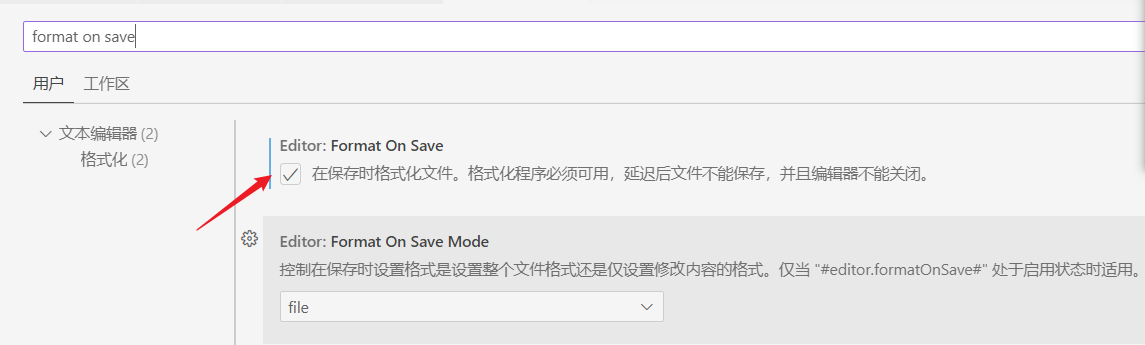 format on save
用户 工作区
文本编辑器 (2)
格式化 (2)
Editor: Format On Save
在保存时格式化文件。格式化程序必须可用，延迟后文件不能保存，并且编辑器不能关闭。
Editor: Format On Save Mode
控制在保存时设置格式是设置整个文件格式还是仅设置修改内容的格式。仅当 "#editor.formatOnSave#" 处于启用状态时适用。
file